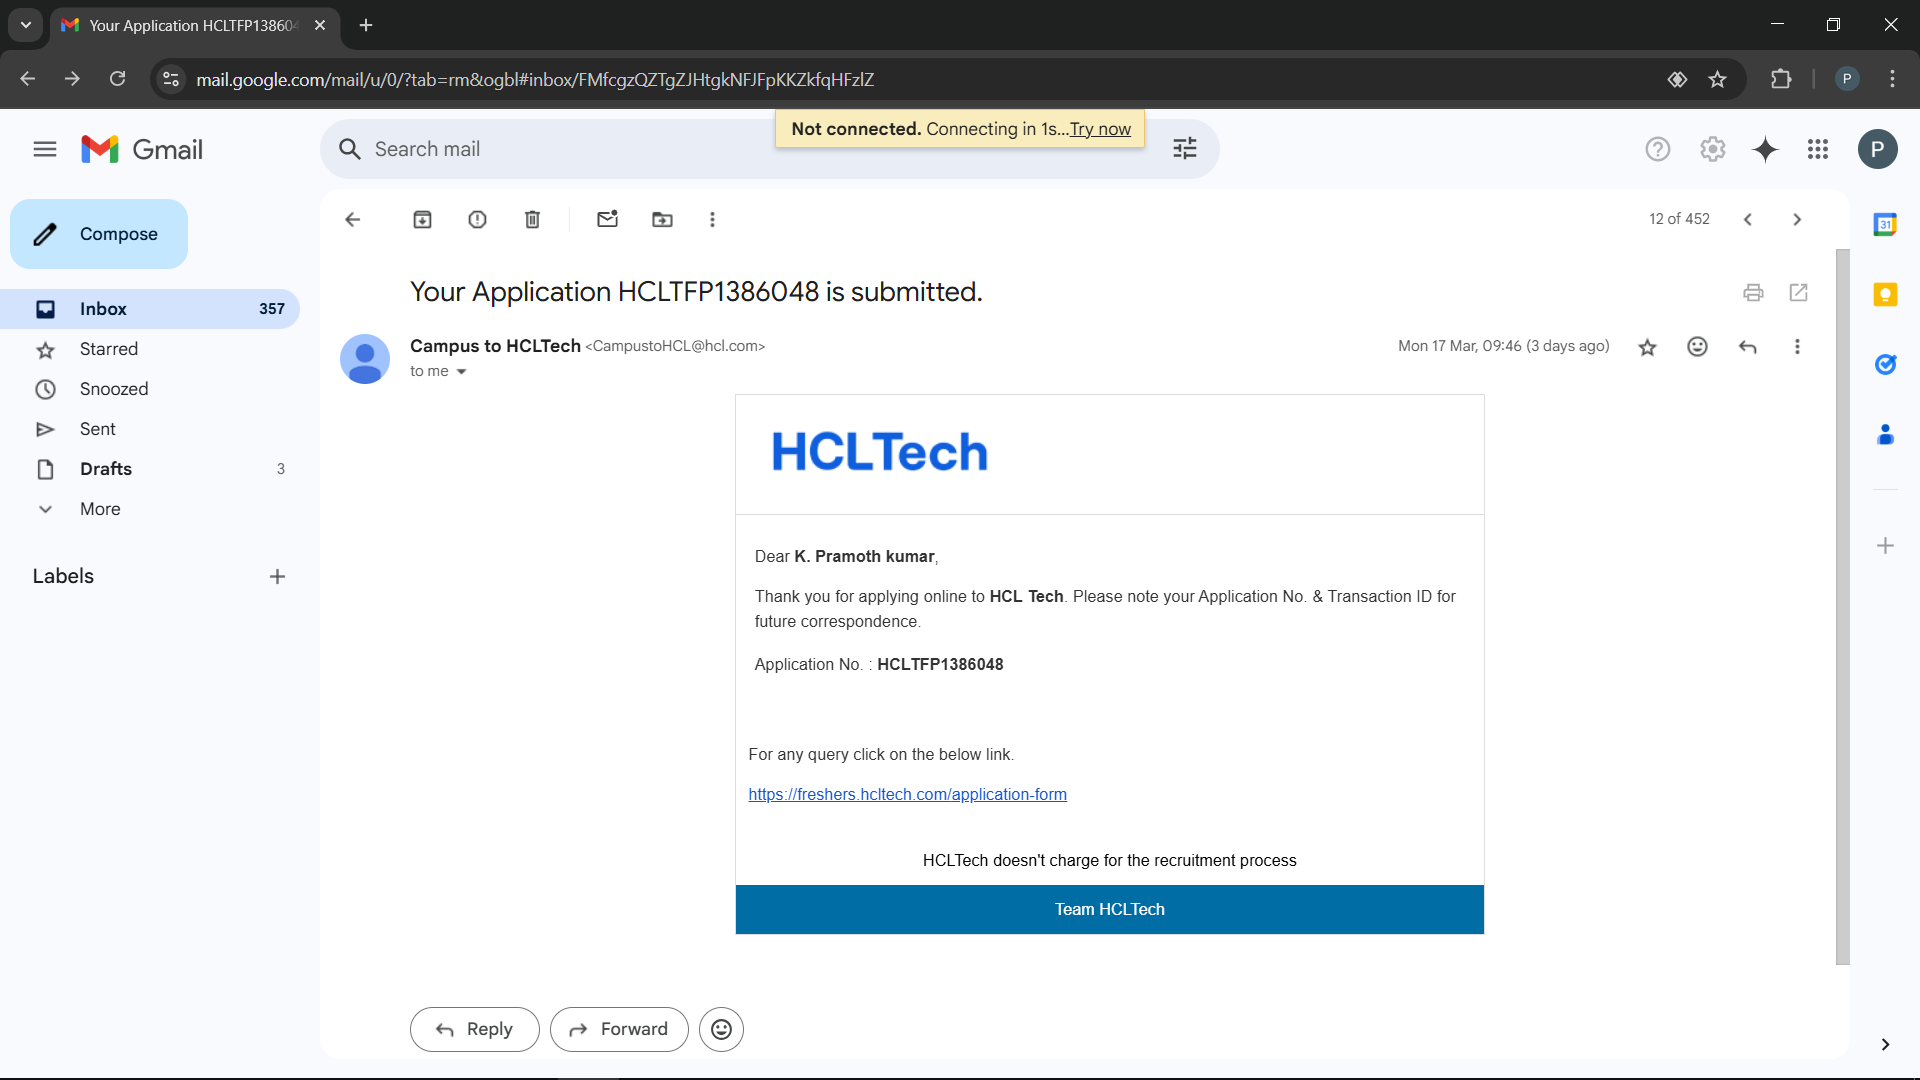 Your Application HCLTFP13860
mail.google.com/mail/u/0/?tab=rm&ogbl#inbox/FMfcgzQZTgZJHtgkNFJFpKKZkfqHFzlZ
P
Not connected. Connecting in 1s...Try now
Gmail
Search mail
P
Compose
12 of 452
31
Your Application HCLTFP1386048 is submitted.
Inbox 357
Starred
Snoozed
Sent
Drafts 3
More
Labels
Campus to HCLTech <CampustoHCL@hcl.com>
Mon 17 Mar, 09:46 (3 days ago)
to me
HCLTech
Dear K. Pramoth kumar,
Thank you for applying online to HCL Tech. Please note your Application No. & Transaction ID for
future correspondence.
Application No. : HCLTFP1386048
For any query click on the below link.
https://freshers.hcltech.com/application-form
HCLTech doesn't charge for the recruitment process
Team HCLTech
Reply
Forward